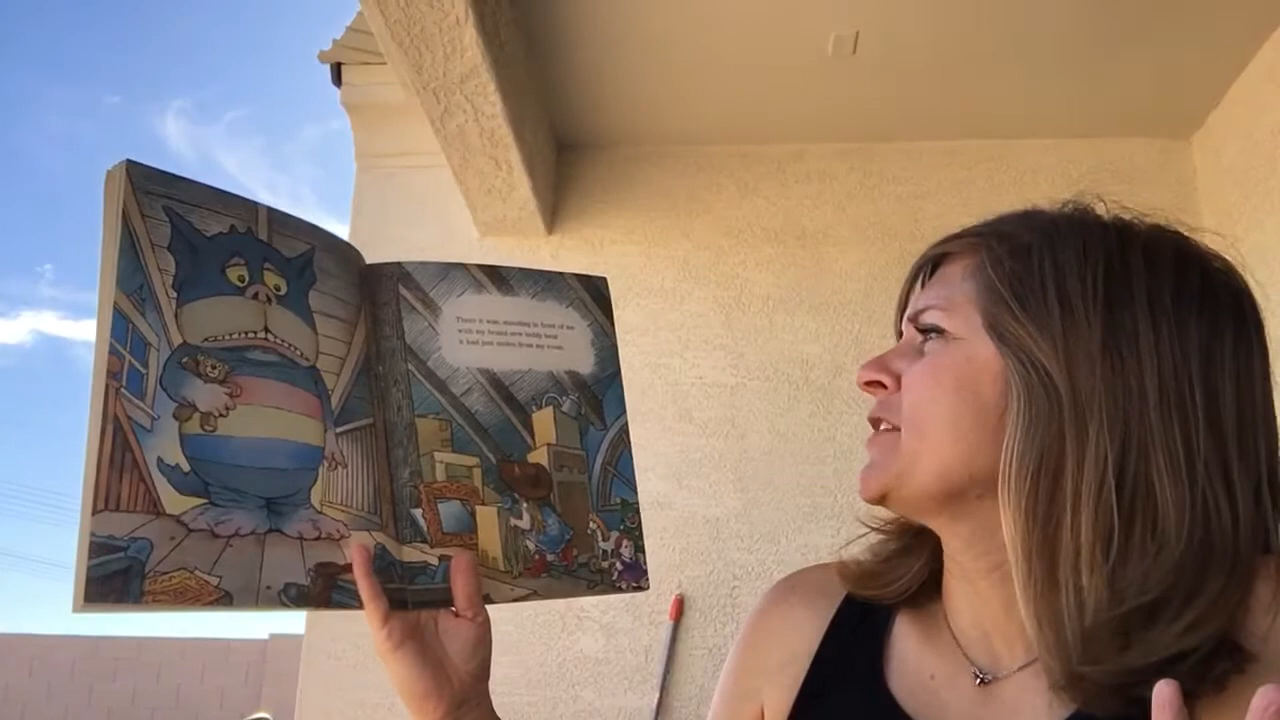 There it was, standing in front of me
with my brand-new teddy bear
it had just stolen from my room.